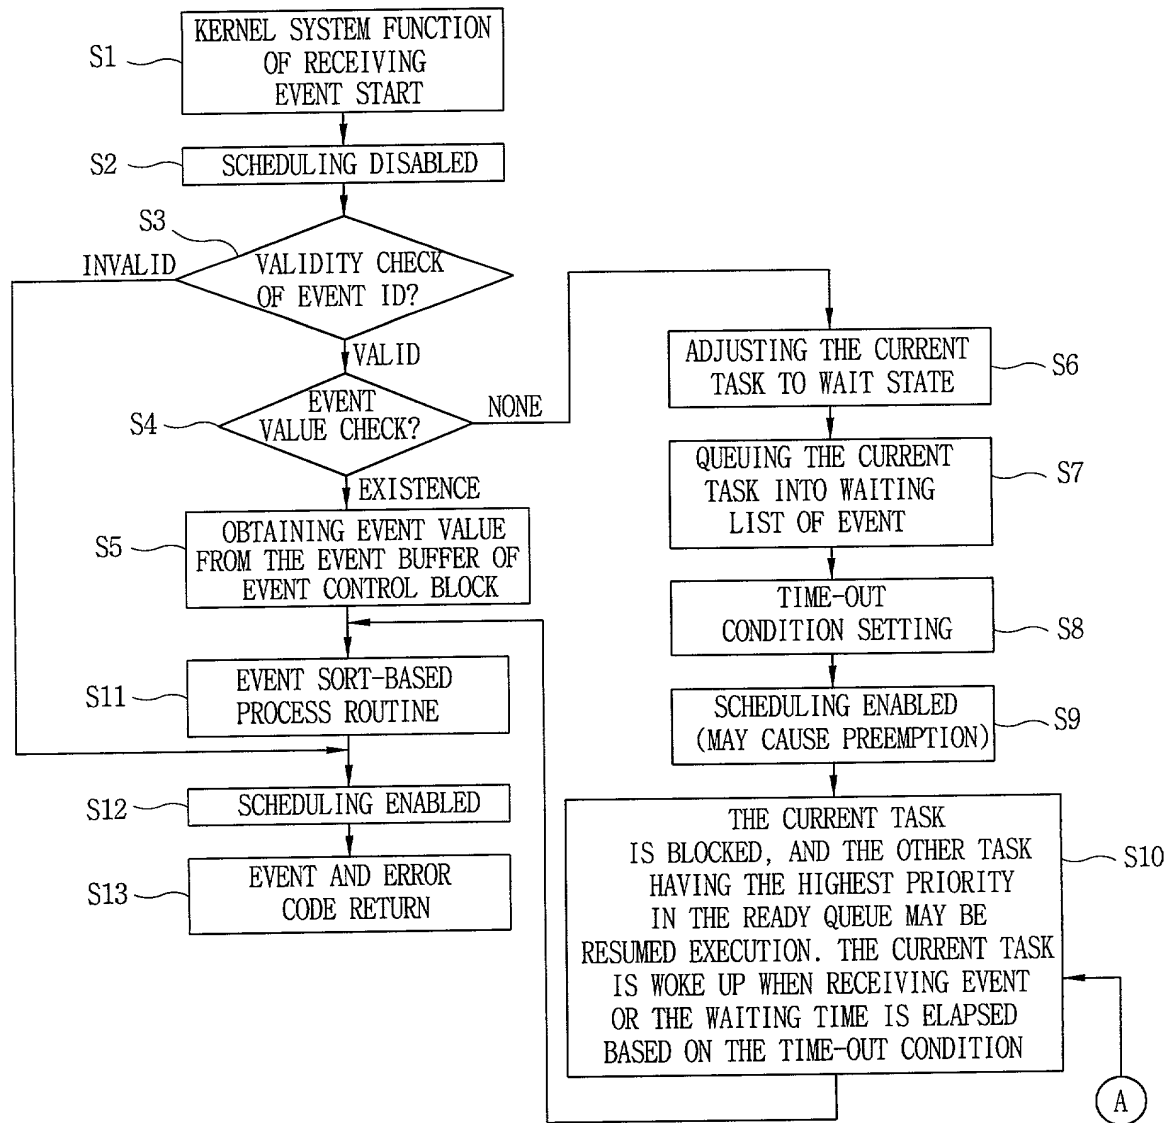 S1
KERNEL SYSTEM FUNCTION
OF RECEIVING
EVENT START
S2
SCHEDULING DISABLED
S3
INVALID
VALIDITY CHECK
OF EVENT ID?
VALID
S4
EVENT
VALUE CHECK?
NONE
EXISTENCE
S5
OBTAINING EVENT VALUE
FROM THE EVENT BUFFER OF
EVENT CONTROL BLOCK
S11
EVENT SORT-BASED
PROCESS ROUTINE
S12
SCHEDULING ENABLED
S13
EVENT AND ERROR
CODE RETURN
ADJUSTING THE CURRENT
TASK TO WAIT STATE
S6
QUEUING THE CURRENT
TASK INTO WAITING
LIST OF EVENT
S7
TIME-OUT
CONDITION SETTING
S8
SCHEDULING ENABLED
(MAY CAUSE PREEMPTION)
S9
THE CURRENT TASK
IS BLOCKED, AND THE OTHER TASK
HAVING THE HIGHEST PRIORITY
IN THE READY QUEUE MAY BE
RESUMED EXECUTION. THE CURRENT TASK
IS WOKE UP WHEN RECEIVING EVENT
OR THE WAITING TIME IS ELAPSED
BASED ON THE TIME-OUT CONDITION
S10
A